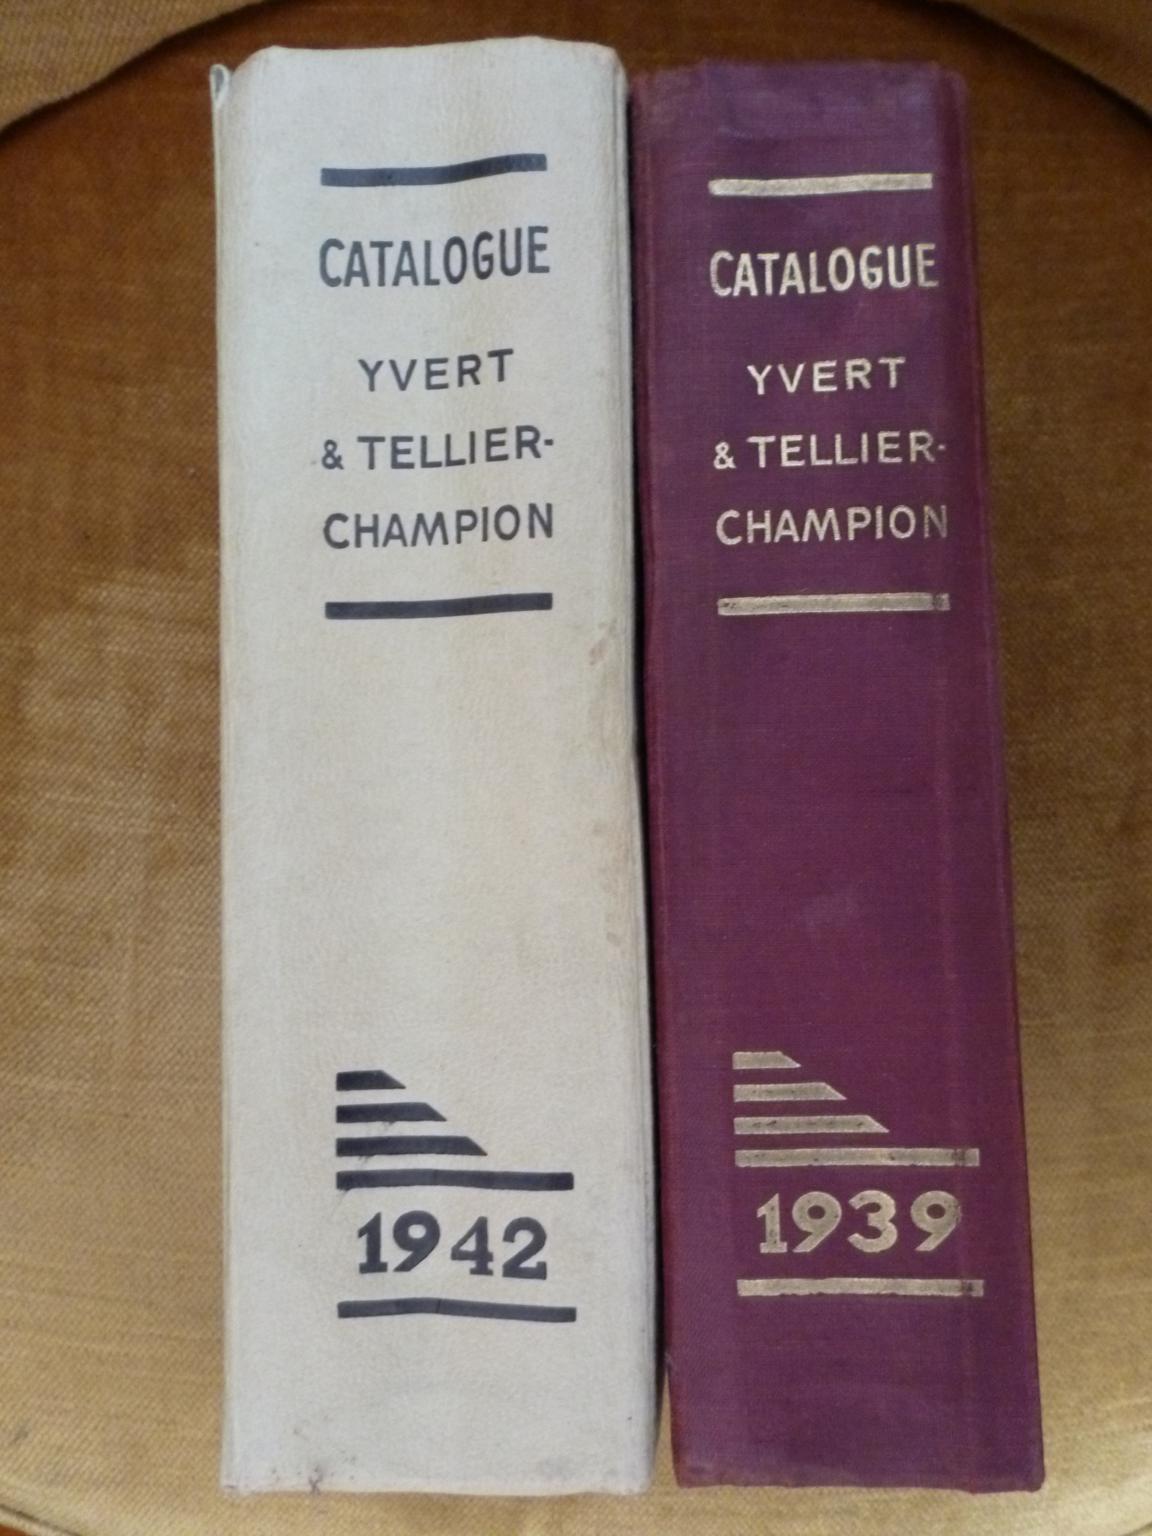 CATALOGUE
YVERT
& TELLIER-
CHAMPION
1942
CATALOGUE
YVERT
& TELLIER-
CHAMPION
1939